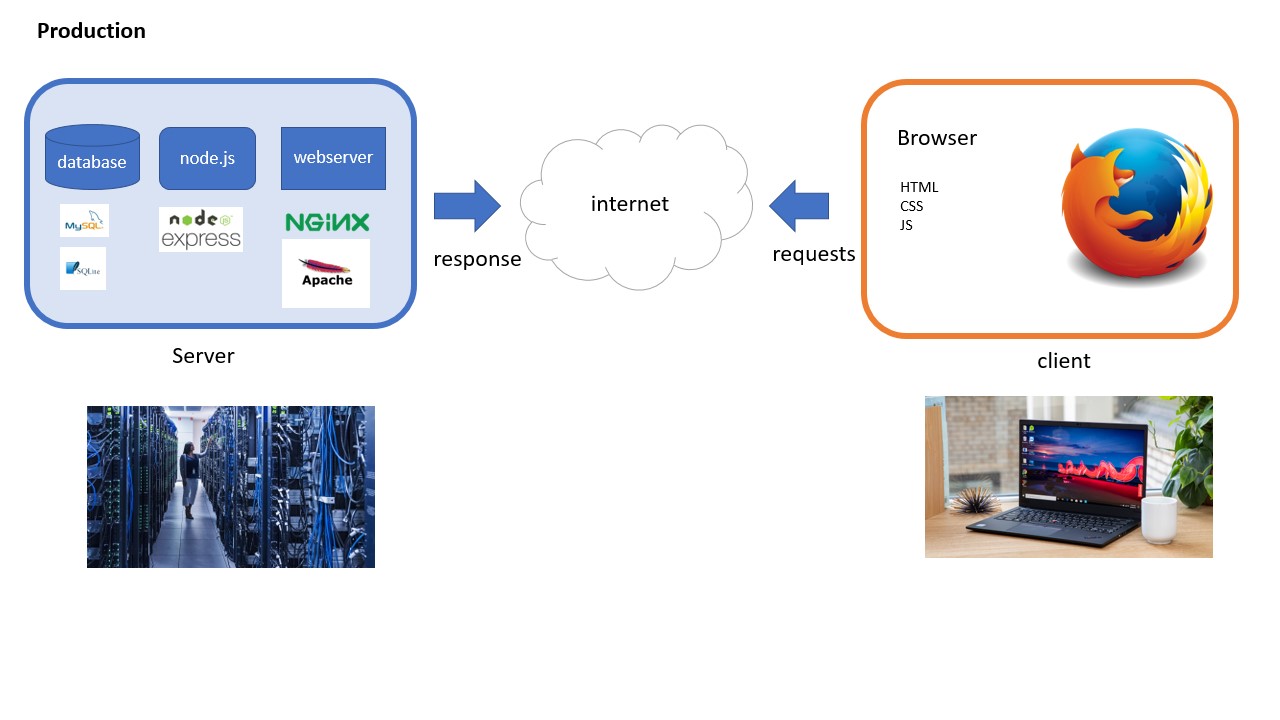 Production
database
node.js
webserver
MySQL
SQLite
node JS
express
NGiNX
Apache
response
internet
requests
Browser
HTML
CSS
JS
Server
client